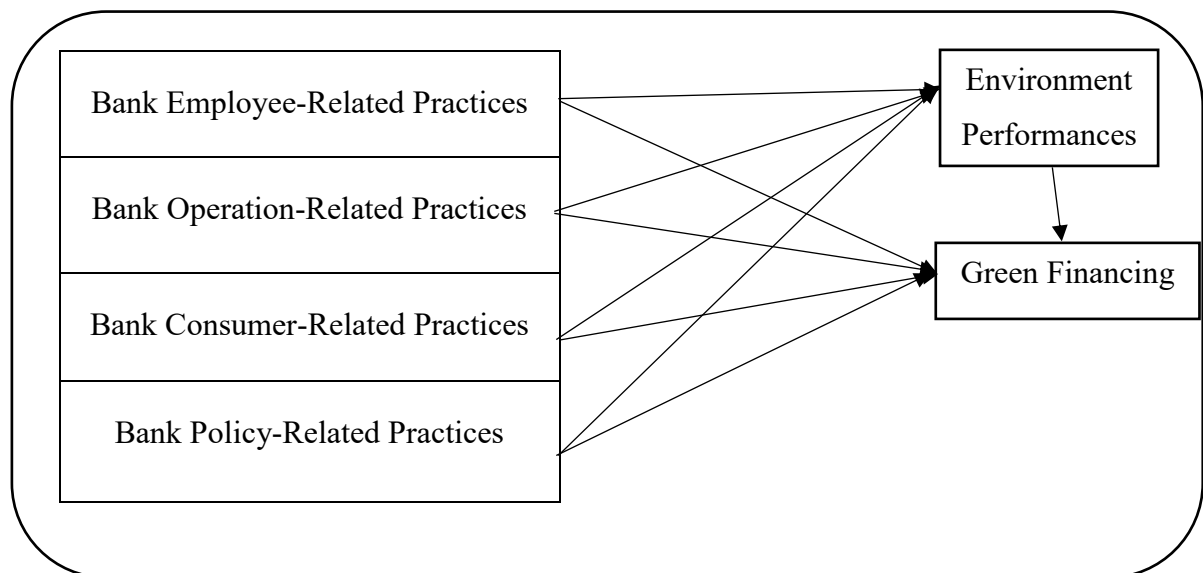 Bank Employee-Related Practices
Bank Operation-Related Practices
Bank Consumer-Related Practices
Bank Policy-Related Practices
Environment
Performances
Green Financing